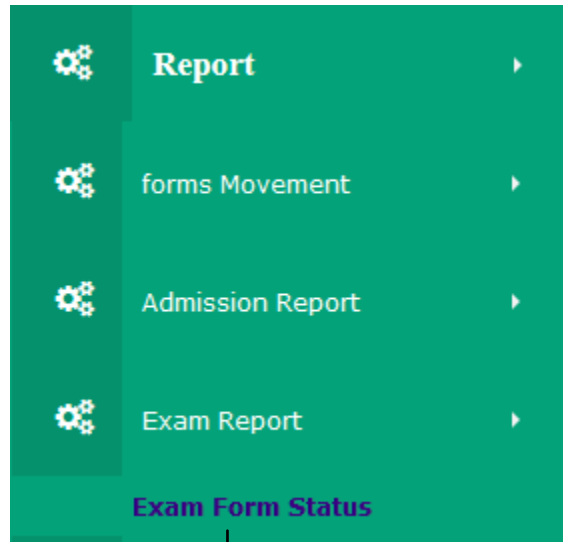 Report
forms Movement
Admission Report
Exam Report
Exam Form Status